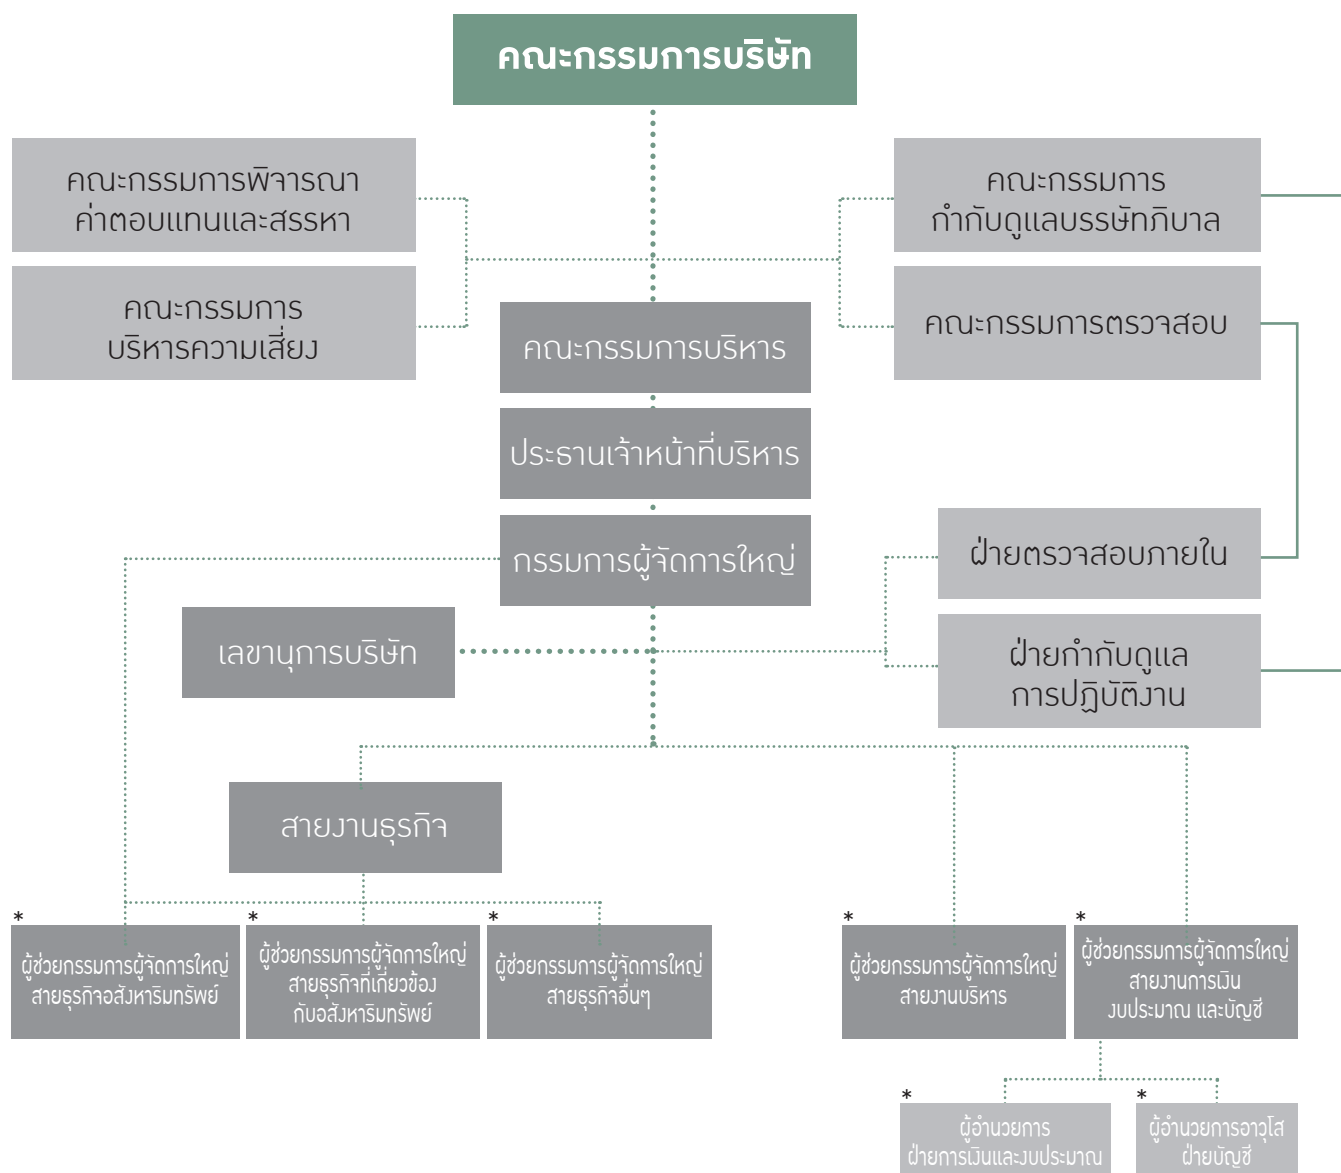 คณะกรรมการบริษัท
คณะกรรมการพิจารณา
ค่าตอบแทนและสรรหา
คณะกรรมการ
กำกับดูแลบรรษัทภิบาล
คณะกรรมการ
บริหารความเสี่ยง
คณะกรรมการตรวจสอบ
คณะกรรมการบริหาร
ประธานเจ้าหน้าที่บริหาร
กรรมการผู้จัดการใหญ่
ฝ่ายตรวจสอบภายใน
เลขานุการบริษัท
ฝ่ายกำกับดูแล
การปฏิบัติงาน
สายงานธุรกิจ
*
ผู้ช่วยกรรมการผู้จัดการใหญ่
สายธุรกิจอสังหาริมทรัพย์
*
ผู้ช่วยกรรมการผู้จัดการใหญ่
สายธุรกิจที่เกี่ยวข้อง
กับอสังหาริมทรัพย์
*
ผู้ช่วยกรรมการผู้จัดการใหญ่
สายธุรกิจอื่นๆ
*
ผู้ช่วยกรรมการผู้จัดการใหญ่
สายงานบริหาร
*
ผู้ช่วยกรรมการผู้จัดการใหญ่
สายงานการเงิน
งบประมาณ และบัญชี
*
ผู้อำนวยการ
ฝ่ายการเงินและงบประมาณ
*
ผู้อำนวยการอาวุโส
ฝ่ายบัญชี